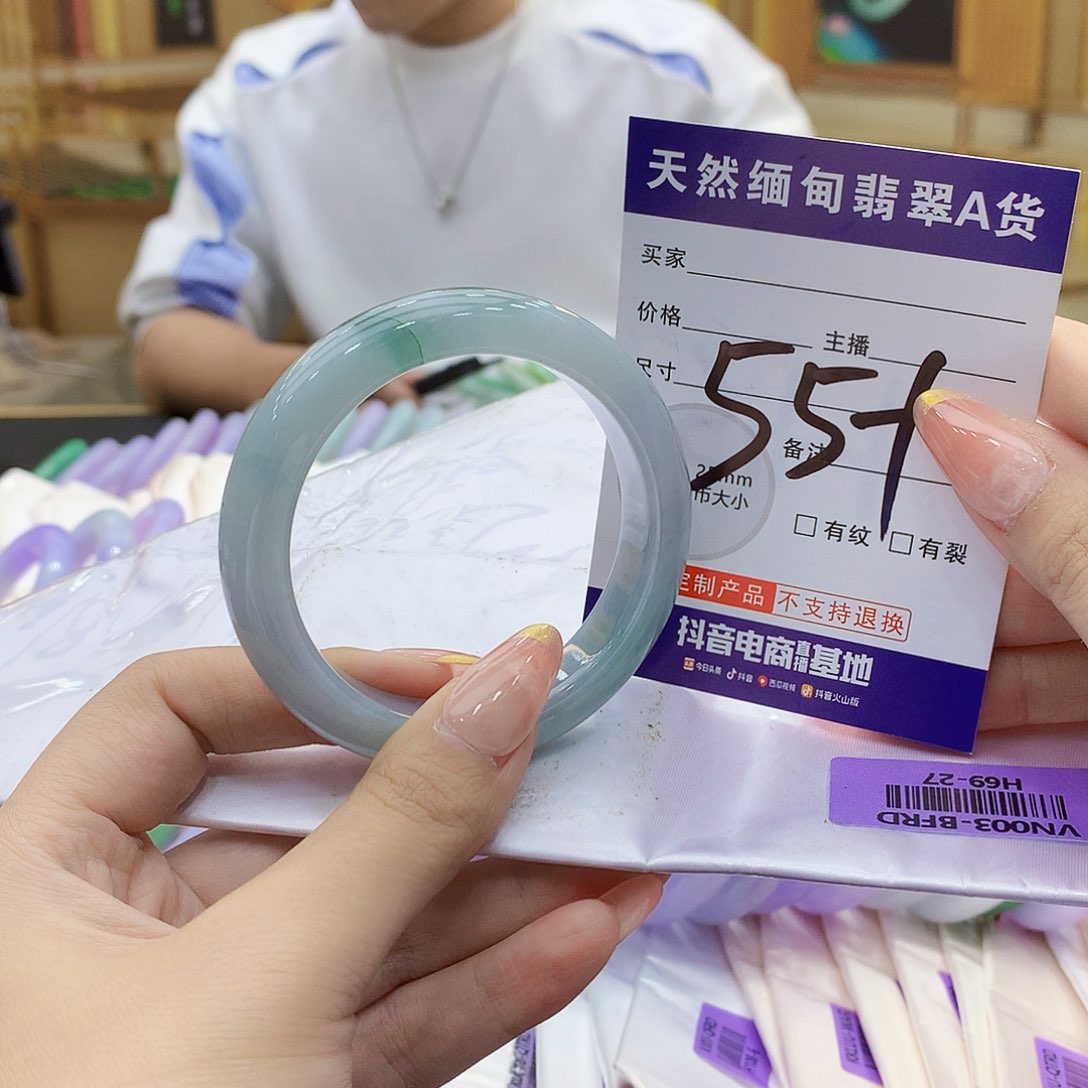 天然缅甸翡翠A货
买家
价格
主播
尺寸
55+
备注
25mm
币大小
□有纹 □有裂
定制产品 不支持退换
抖音电商直播基地
今日头条 抖音 西瓜视频 抖音火山版
VN003-BFRD
H69-27